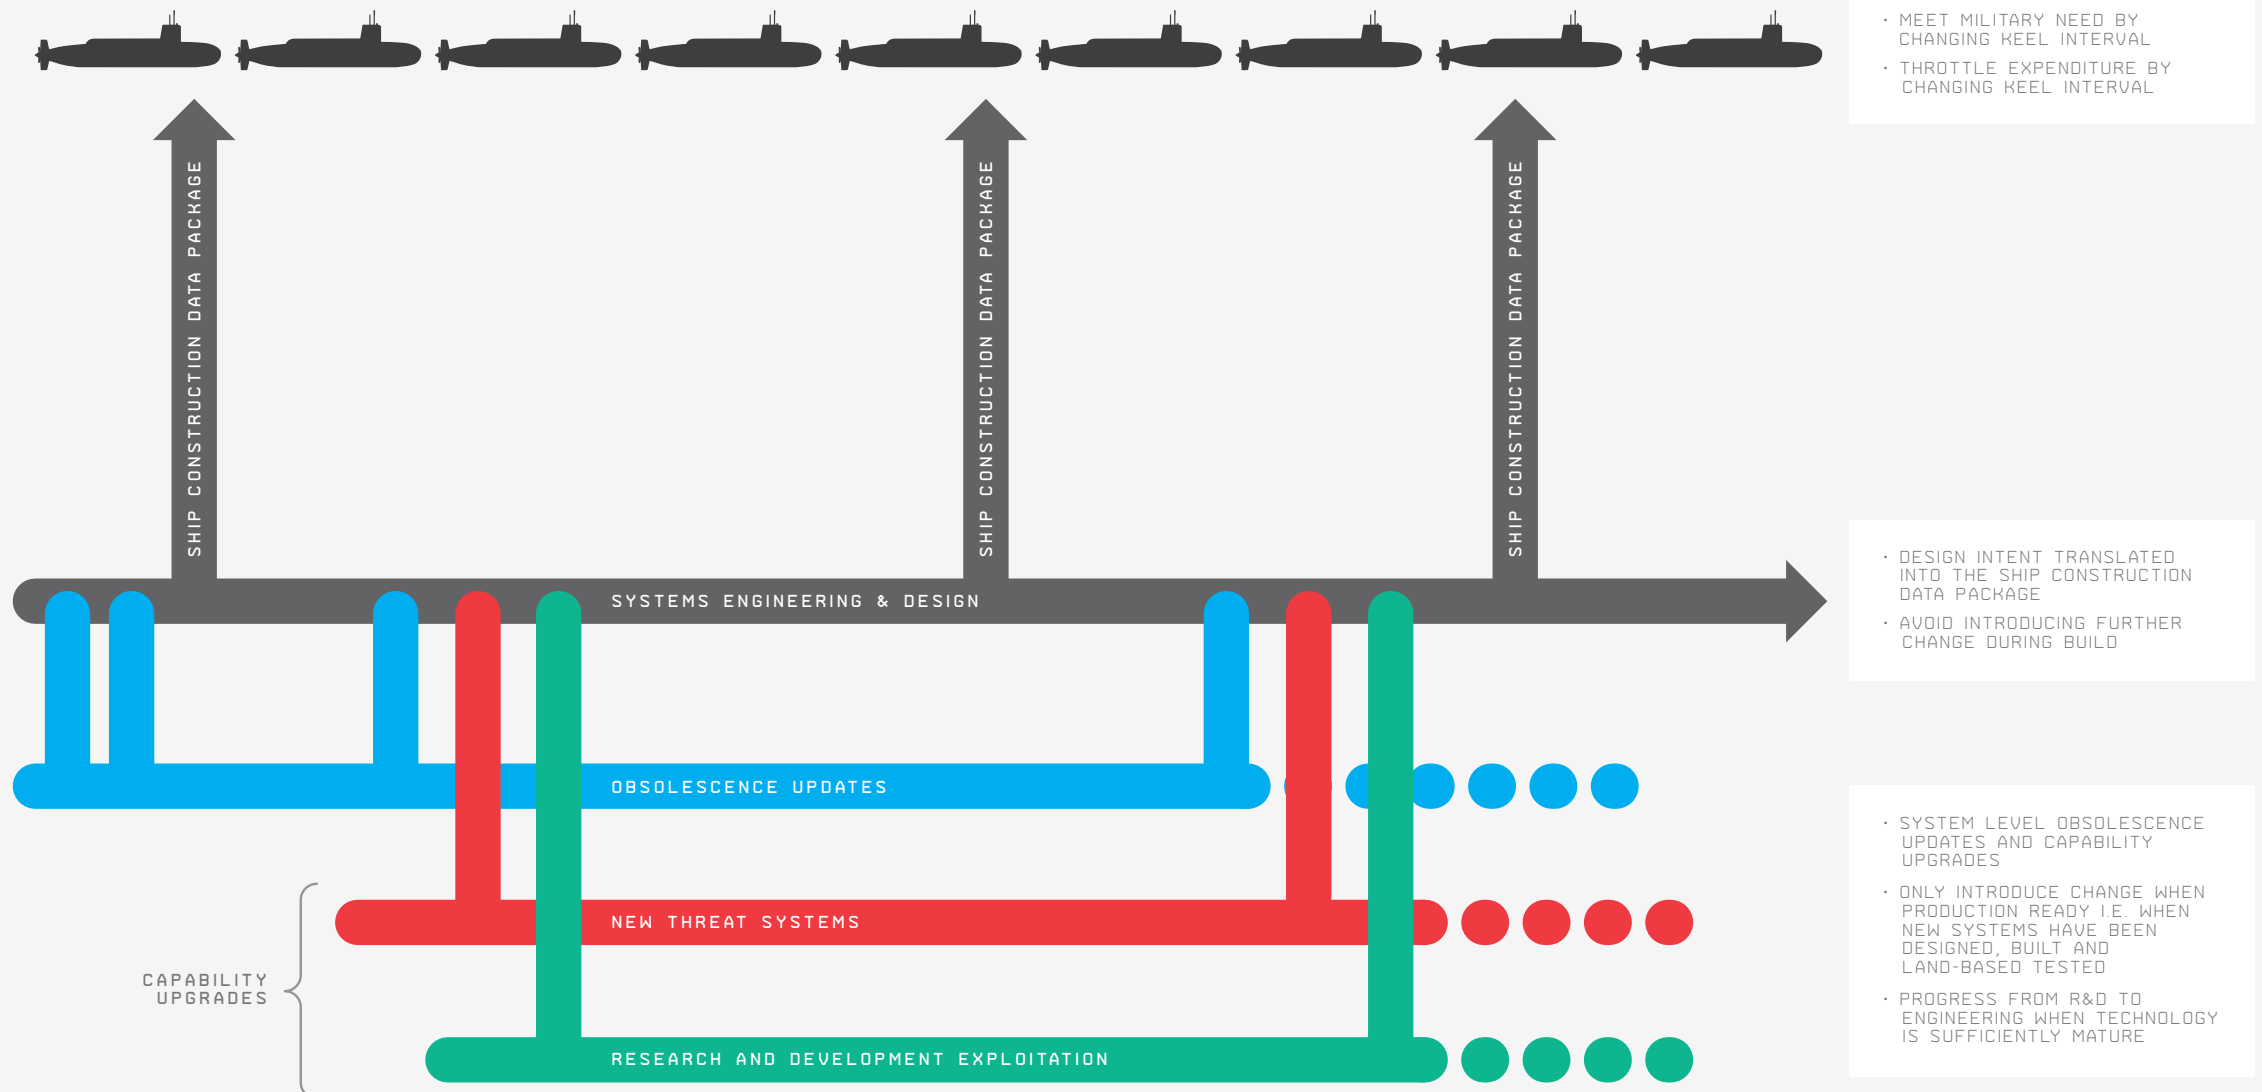 · MEET MILITARY NEED BY
CHANGING KEEL INTERVAL
· THROTTLE EXPENDITURE BY
CHANGING KEEL INTERVAL
SHIP CONSTRUCTION DATA PACKAGE
SHIP CONSTRUCTION DATA PACKAGE
SHIP CONSTRUCTION DATA PACKAGE
SYSTEMS ENGINEERING & DESIGN
· DESIGN INTENT TRANSLATED
INTO THE SHIP CONSTRUCTION
DATA PACKAGE
· AVOID INTRODUCING FURTHER
CHANGE DURING BUILD
OBSOLESCENCE UPDATES
NEW THREAT SYSTEMS
CAPABILITY
UPGRADES
RESEARCH AND DEVELOPMENT EXPLOITATION
· SYSTEM LEVEL OBSOLESCENCE
UPDATES AND CAPABILITY
UPGRADES
· ONLY INTRODUCE CHANGE WHEN
PRODUCTION READY I.E. WHEN
NEW SYSTEMS HAVE BEEN
DESIGNED, BUILT AND
LAND-BASED TESTED
· PROGRESS FROM R&D TO
ENGINEERING WHEN TECHNOLOGY
IS SUFFICIENTLY MATURE